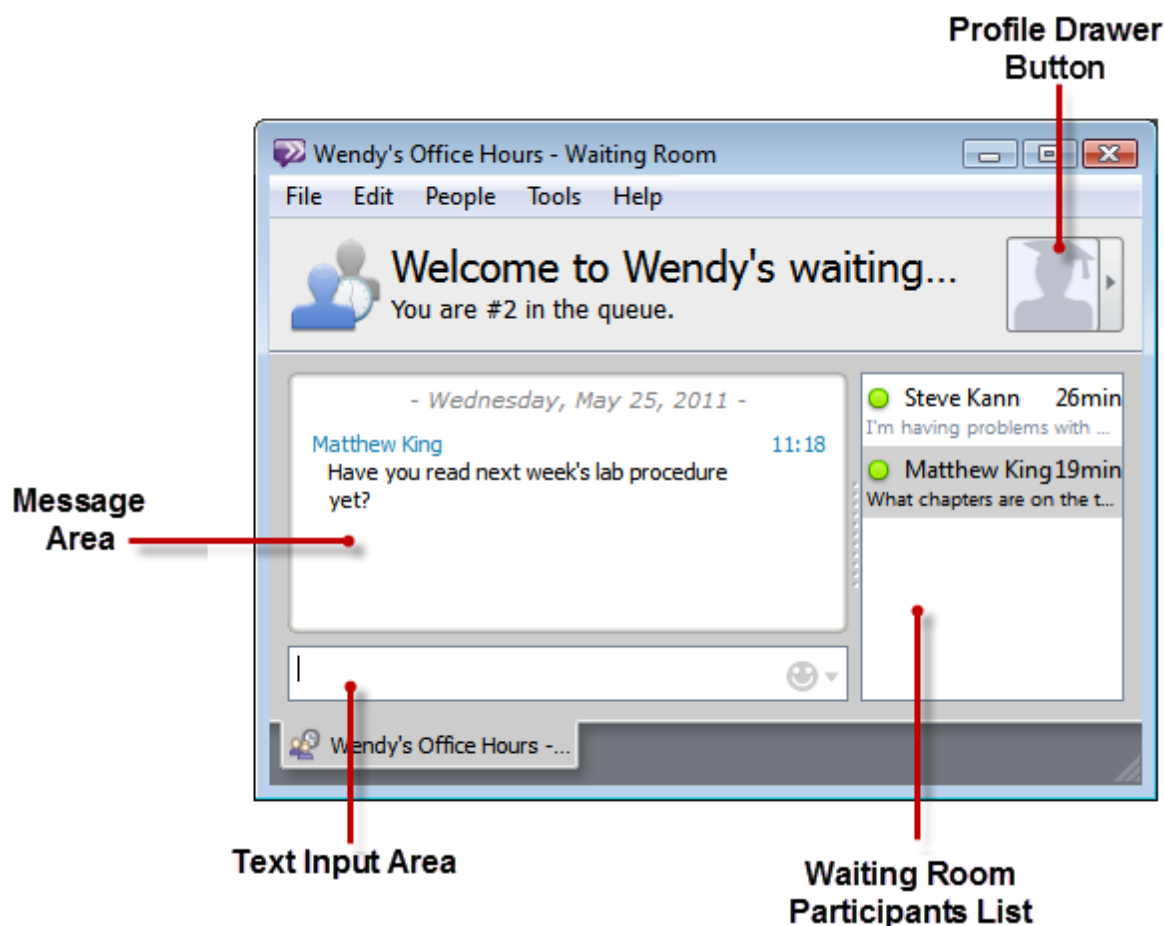 Profile Drawer
Button
Wendy's Office Hours - Waiting Room
File Edit People Tools Help
Welcome to Wendy's waiting...
You are #2 in the queue.
- Wednesday, May 25, 2011 -
Matthew King 11:18
Have you read next week's lab procedure
yet?
Steve Kann 26min
I'm having problems with ...
Matthew King 19min
What chapters are on the t...
Message
Area
Wendy's Office Hours -...
Text Input Area
Waiting Room
Participants List